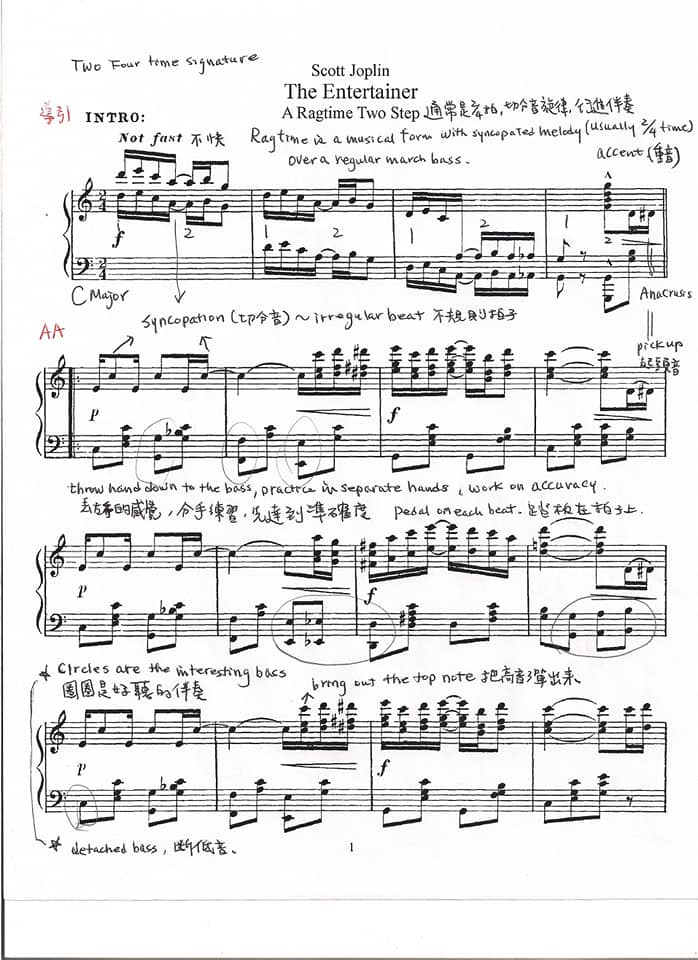 Two Four time signature
Scott Joplin
The Entertainer
A Ragtime Two Step 通常是2/4拍,切分音旋律,行進伴奏
導引 INTRO:
Not fast 不快
Ragtime is a musical form with syncopated melody (usually 2/4 time)
over a regular march bass.
accent (重音)
f
1 2 1 2 1 2 1 2
C Major
Anacrusis
syncopation (切分音) ~ irregular beat 不規則拍子
AA
pick up
起頭音
p f
throw hand down to the bass, practice in separate hands, work on accuracy.
丟左手的感覺, 分手練習, 先達到準確度 pedal on each beat. 踏板在拍子上.
p f
* Circles are the interesting bass
圈圈是好聽的伴奏
bring out the top note 把高音彈出來
p f
* detached bass, 斷低音.
1